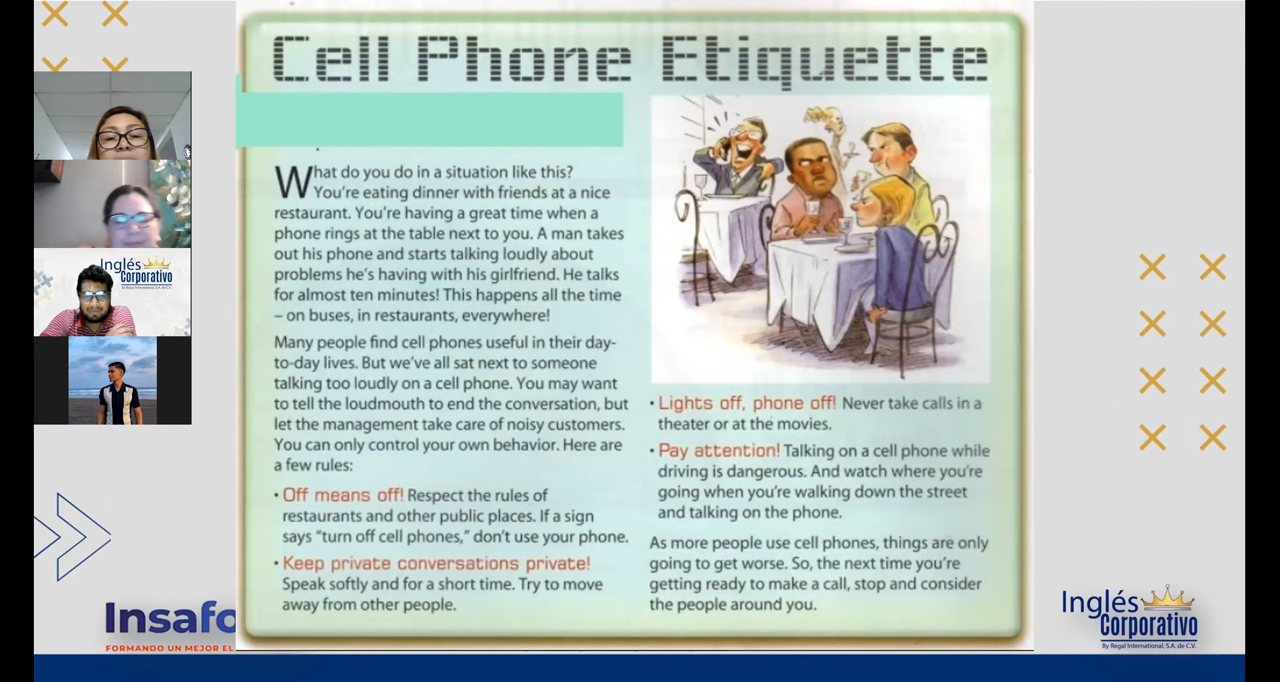 Cell Phone Etiquette
What do you do in a situation like this?
You're eating dinner with friends at a nice
restaurant. You're having a great time when a
phone rings at the table next to you. A man takes
out his phone and starts talking loudly about
problems he's having with his girlfriend. He talks
for almost ten minutes! This happens all the time
– on buses, in restaurants, everywhere!
Many people find cell phones useful in their day-
to-day lives. But we've all sat next to someone
talking too loudly on a cell phone. You may want
to tell the loudmouth to end the conversation, but
let the management take care of noisy customers.
You can only control your own behavior. Here are
a few rules:
• Off means off! Respect the rules of
restaurants and other public places. If a sign
says "turn off cell phones," don't use your phone.
• Keep private conversations private!
Speak softly and for a short time. Try to move
away from other people.
• Lights off, phone off! Never take calls in a
theater or at the movies.
• Pay attention! Talking on a cell phone while
driving is dangerous. And watch where you're
going when you're walking down the street
and talking on the phone.
As more people use cell phones, things are only
going to get worse. So, the next time you're
getting ready to make a call, stop and consider
the people around you.
Inglés
Corporativo
By Regal International, S.A. de C.V.
Insafo
FORMANDO UN MEJOR EL
Inglés
Corporativo
By Regal International, S.A. de C.V.